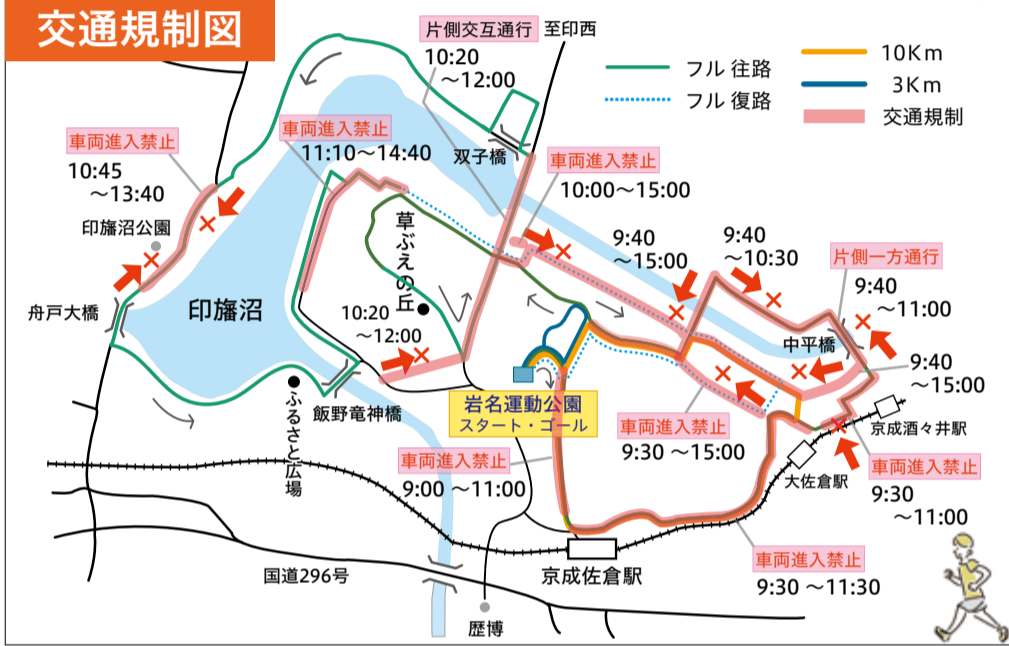 交通規制図
片側交互通行
10:20
～12:00
至印西
フル 往路
フル 復路
10Km
3Km
交通規制
車両進入禁止
10:45
～13:40
印旛沼公園
舟戸大橋
車両進入禁止
11:10～14:40
双子橋
車両進入禁止
10:00～15:00
9:40
～15:00
9:40
～10:30
片側一方通行
9:40
～11:00
中平橋
9:40
～15:00
印旛沼
草ぶえの丘
10:20
～12:00
飯野竜神橋
ふるさと広場
岩名運動公園
スタート・ゴール
車両進入禁止
9:00 ～11:00
車両進入禁止
9:30 ～15:00
京成酒々井駅
大佐倉駅
車両進入禁止
9:30
～11:00
車両進入禁止
9:30 ～11:30
京成佐倉駅
国道296号
歴博